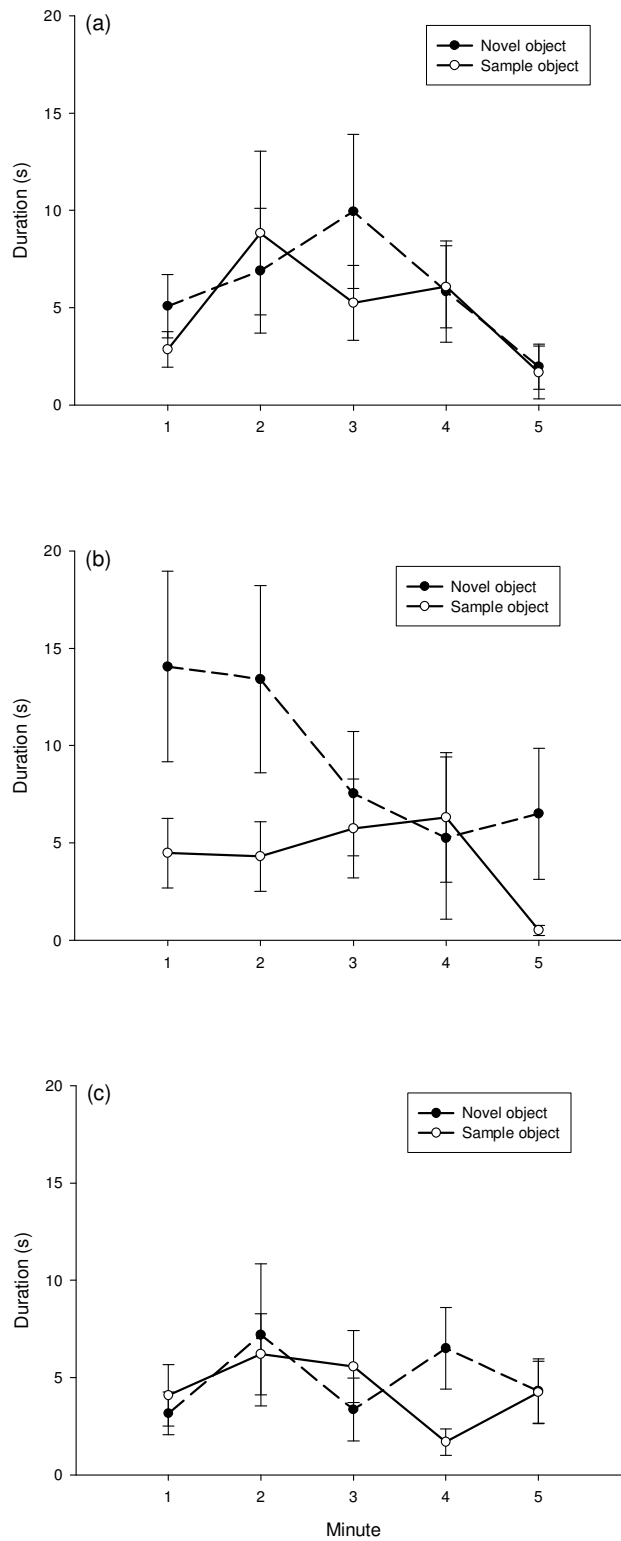 (a)
Novel object
Sample object
Duration (s)
20
15
10
5
0
1 2 3 4 5
(b)
Novel object
Sample object
Duration (s)
20
15
10
5
0
1 2 3 4 5
(c)
Novel object
Sample object
Duration (s)
20
15
10
5
0
1 2 3 4 5
Minute